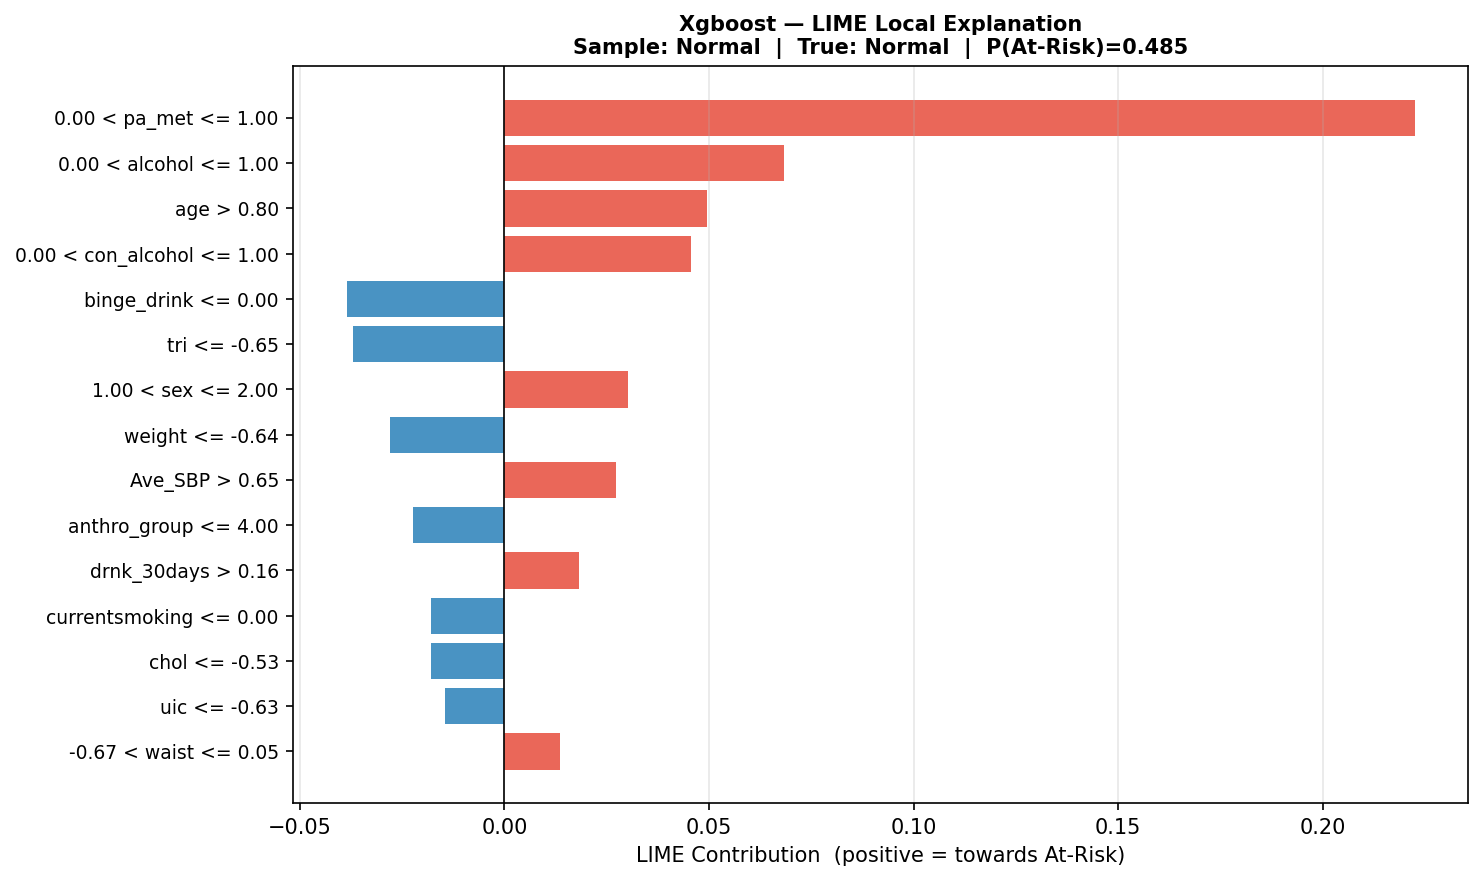 Xgboost — LIME Local Explanation
Sample: Normal | True: Normal | P(At-Risk)=0.485
0.00 < pa_met <= 1.00
0.00 < alcohol <= 1.00
age > 0.80
0.00 < con_alcohol <= 1.00
binge_drink <= 0.00
tri <= -0.65
1.00 < sex <= 2.00
weight <= -0.64
Ave_SBP > 0.65
anthro_group <= 4.00
drnk_30days > 0.16
currentsmoking <= 0.00
chol <= -0.53
uic <= -0.63
-0.67 < waist <= 0.05
−0.05 0.00 0.05 0.10 0.15 0.20
LIME Contribution (positive = towards At-Risk)